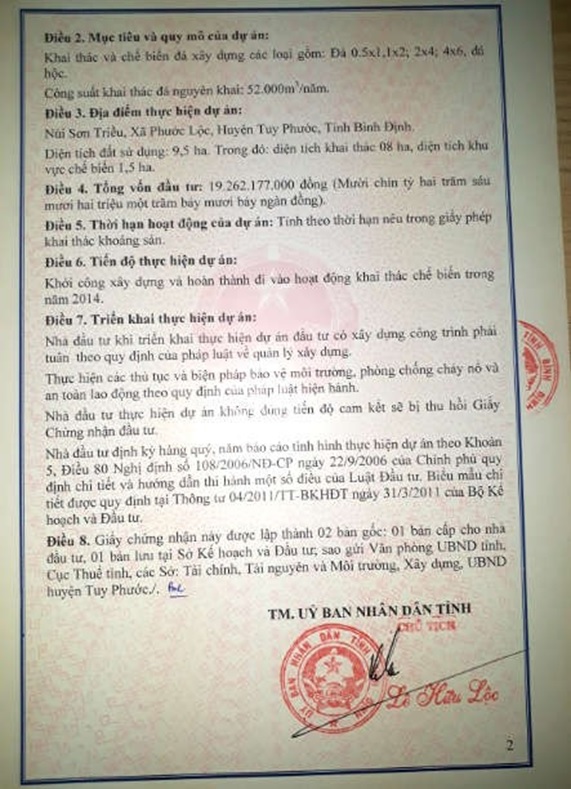 Điều 2. Mục tiêu và quy mô của dự án:
Khai thác và chế biến đá xây dựng các loại gồm: Đá 0.5x1,1x2; 2x4; 4x6, đá
hộc.
Công suất khai thác đá nguyên khai: 52.000m³/năm.
Điều 3. Địa điểm thực hiện dự án:
Núi Sơn Triều, Xã Phước Lộc, Huyện Tuy Phước, Tỉnh Bình Định.
Diện tích đất sử dụng: 9,5 ha. Trong đó: diện tích khai thác 08 ha, diện tích khu
vực chế biến 1,5 ha.
Điều 4. Tổng vốn đầu tư: 19.262.177.000 đồng (Mười chín tỷ hai trăm sáu
mươi hai triệu một trăm bảy mươi bảy ngàn đồng).
Điều 5. Thời hạn hoạt động của dự án: Tính theo thời hạn nêu trong giấy phép
khai thác khoáng sản.
Điều 6. Tiến độ thực hiện dự án:
Khởi công xây dựng và hoàn thành đi vào hoạt động khai thác chế biến trong
năm 2014.
Điều 7. Triển khai thực hiện dự án:
Nhà đầu tư khi triển khai thực hiện dự án đầu tư có xây dựng công trình phải
tuân theo quy định của pháp luật về quản lý xây dựng.
Thực hiện các thủ tục và biện pháp bảo vệ môi trường, phòng chống cháy nổ và
an toàn lao động theo quy định của pháp luật hiện hành.
Nhà đầu tư thực hiện dự án không đúng tiến độ cam kết sẽ bị thu hồi Giấy
Chứng nhận đầu tư.
Nhà đầu tư định kỳ hàng quý, năm báo cáo tình hình thực hiện dự án theo Khoản
5, Điều 80 Nghị định số 108/2006/NĐ-CP ngày 22/9/2006 của Chính phủ quy
định chi tiết và hướng dẫn thi hành một số điều của Luật Đầu tư. Biểu mẫu chi
tiết được quy định tại Thông tư 04/2011/TT-BKHĐT ngày 31/3/2011 của Bộ Kế
hoạch và Đầu tư.
Điều 8. Giấy chứng nhận này được lập thành 02 bản gốc: 01 bản cấp cho nhà
đầu tư, 01 bản lưu tại Sở Kế hoạch và Đầu tư; sao gửi Văn phòng UBND tỉnh,
Cục Thuế tỉnh, các Sở: Tài chính, Tài nguyên và Môi trường, Xây dựng, UBND
huyện Tuy Phước./.
TM. UỶ BAN NHÂN DÂN TỈNH
CHỦ TỊCH
ỦY BAN NHÂN DÂN TỈNH
Lê Hữu Lộc
TỈNH BÌNH ĐỊNH
2